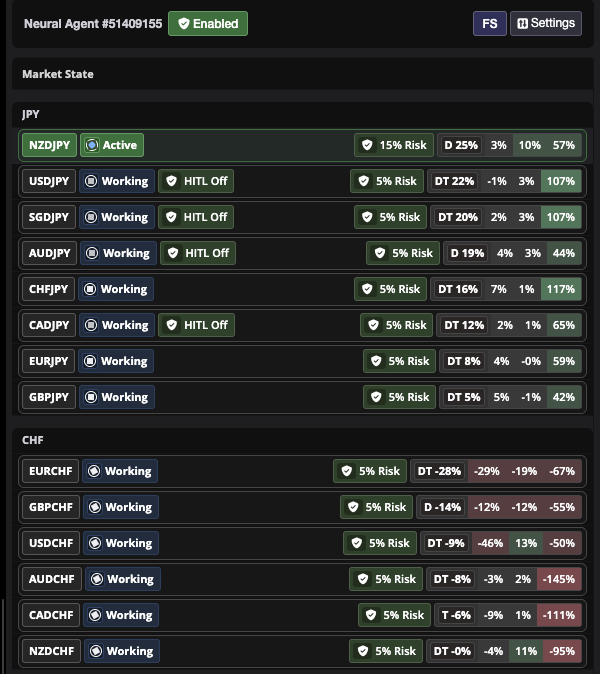 Neural Agent #51409155 Enabled FS Settings
Market State
JPY
NZDJPY Active 15% Risk D 25% 3% 10% 57%
USDJPY Working HITL Off 5% Risk DT 22% -1% 3% 107%
SGDJPY Working HITL Off 5% Risk DT 20% 2% 3% 107%
AUDJPY Working HITL Off 5% Risk D 19% 4% 3% 44%
CHFJPY Working 5% Risk DT 16% 7% 1% 117%
CADJPY Working HITL Off 5% Risk DT 12% 2% 1% 65%
EURJPY Working 5% Risk DT 8% 4% -0% 59%
GBPJPY Working 5% Risk DT 5% 5% -1% 42%
CHF
EURCHF Working 5% Risk DT -28% -29% -19% -67%
GBPCHF Working 5% Risk D -14% -12% -12% -55%
USDCHF Working 5% Risk DT -9% -46% 13% -50%
AUDCHF Working 5% Risk DT -8% -3% 2% -145%
CADCHF Working 5% Risk T -6% -9% 1% -111%
NZDCHF Working 5% Risk DT -0% -4% 11% -95%